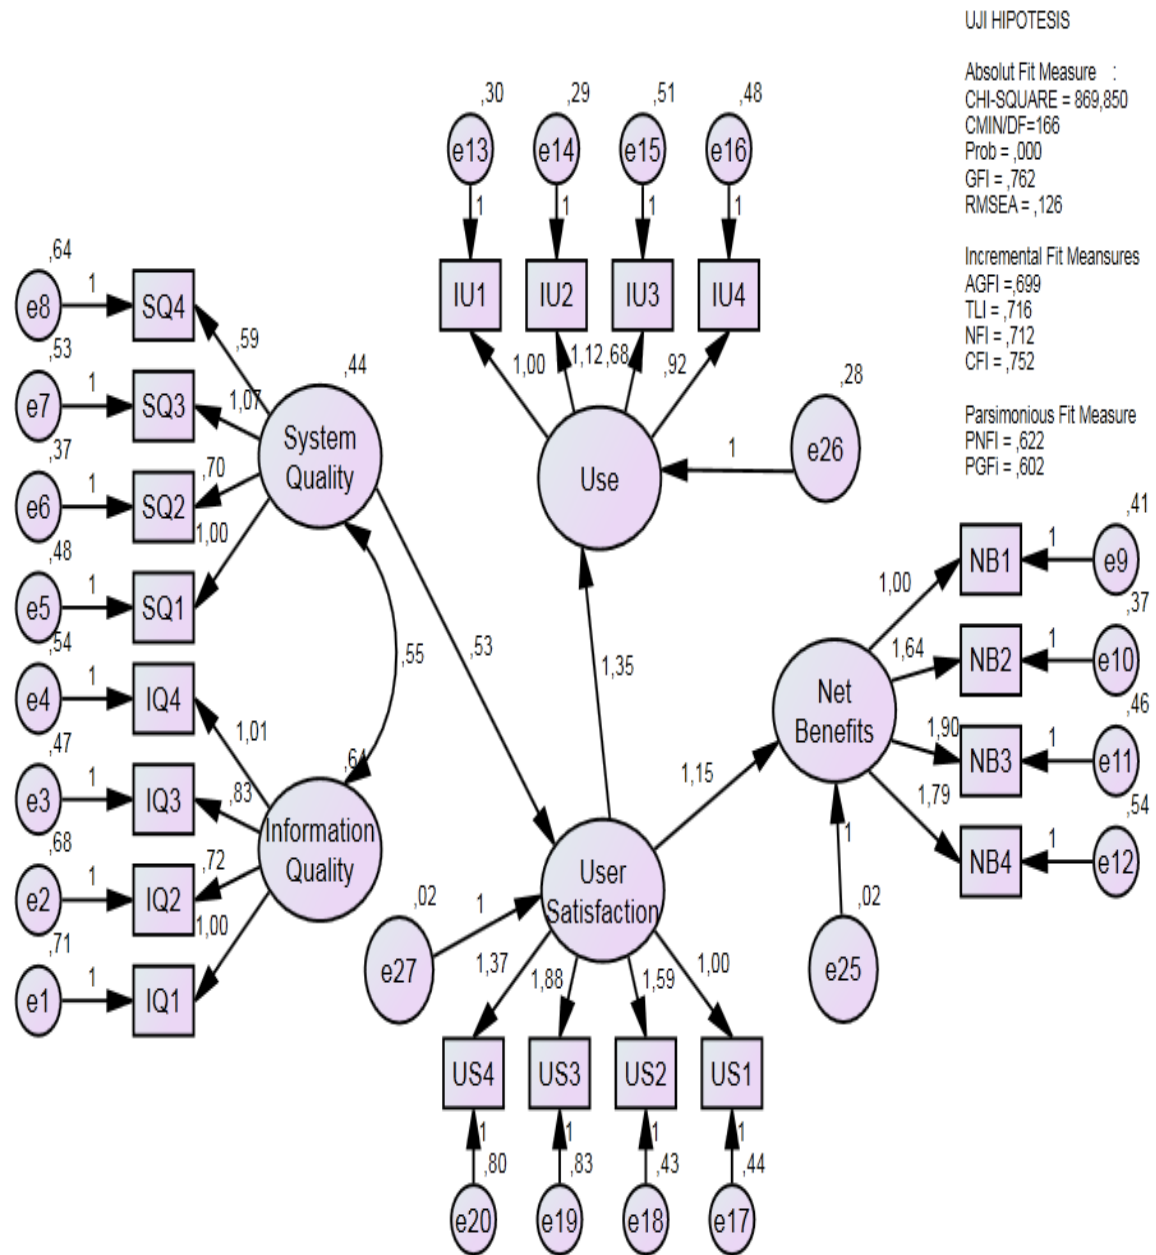 UJI HIPOTESIS
Absolut Fit Measure :
CHI-SQUARE = 869,850
CMIN/DF=166
Prob = ,000
GFI = ,762
RMSEA = ,126
Incremental Fit Meansures
AGFI =,699
TLI = ,716
NFI = ,712
CFI = ,752
Parsimonious Fit Measure
PNFI = ,622
PGFi = ,602
,30 ,29 ,51 ,48
e13 e14 e15 e16
1 1 1 1
IU1 IU2 IU3 IU4
1,00 1,12 ,68 ,92
Use
,28
e26
1
,64
e8 1 SQ4
,59
,53
e7 1 SQ3
1,07
,37
e6 1 SQ2
,70
,48
e5 1 SQ1
1,00
,44
System
Quality
,54
e4 1 IQ4
1,01
,47
e3 1 IQ3
,83
,68
e2 1 IQ2
,72
,71
e1 1 IQ1
1,00
,64
Information
Quality
,55
,53
1,35
1,15
Net
Benefits
1,00 NB1 1 e9 ,41
1,64 NB2 1 e10 ,37
1,90 NB3 1 e11 ,46
1,79 NB4 1 e12 ,54
1
,02
e25
User
Satisfaction
,02
e27
1
1,37 1,88 1,59 1,00
US4 US3 US2 US1
1 1 1 1
,80 ,83 ,43 ,44
e20 e19 e18 e17